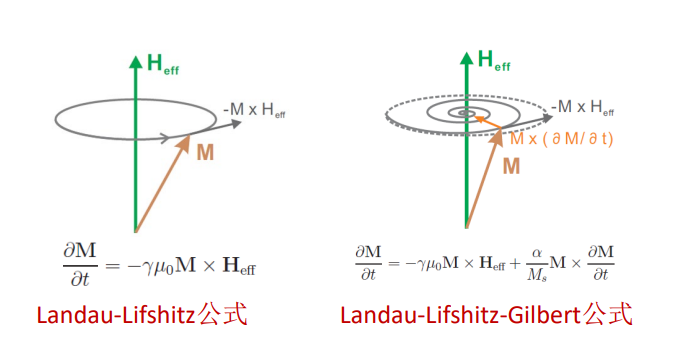 H_eff
-M x H_eff
M
∂M/∂t = −γμ₀M × H_eff
Landau-Lifshitz公式
H_eff
-M x H_eff
M x ( ∂ M/ ∂ t)
M
∂M/∂t = −γμ₀M × H_eff + α/M_s M × ∂M/∂t
Landau-Lifshitz-Gilbert公式